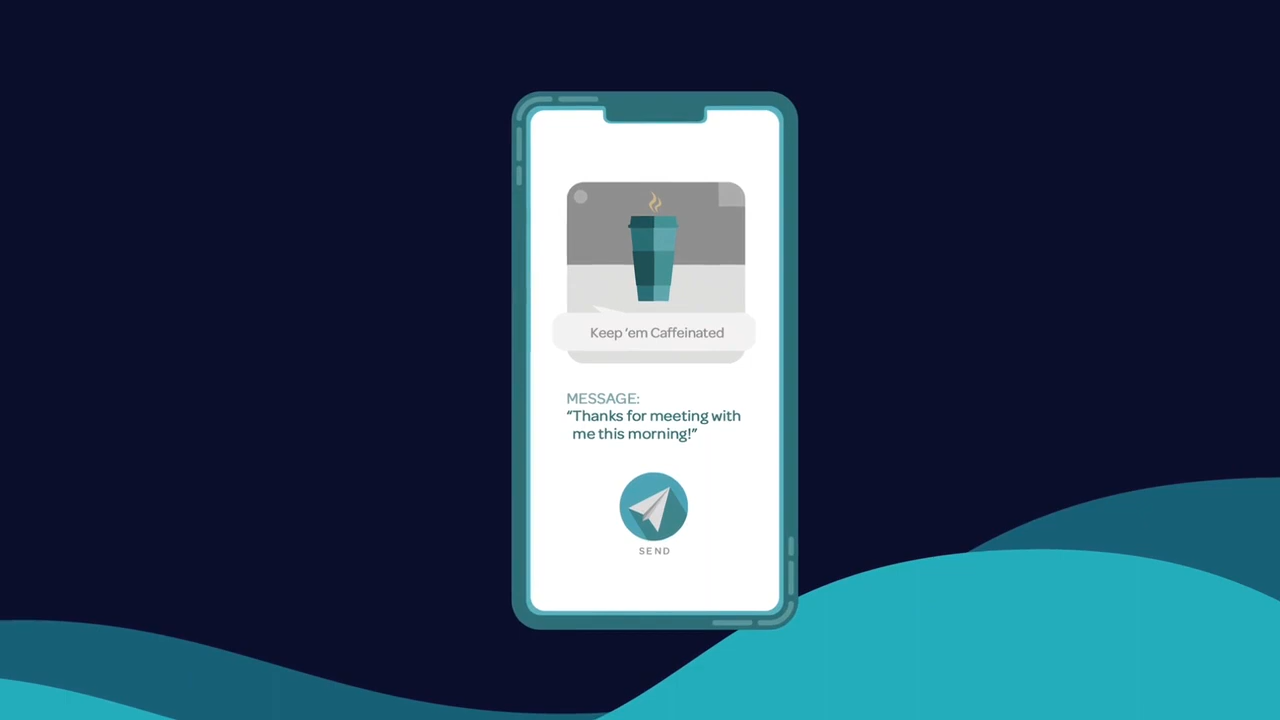 Keep ‘em Caffeinated
MESSAGE:
“Thanks for meeting with
me this morning!”
SEND